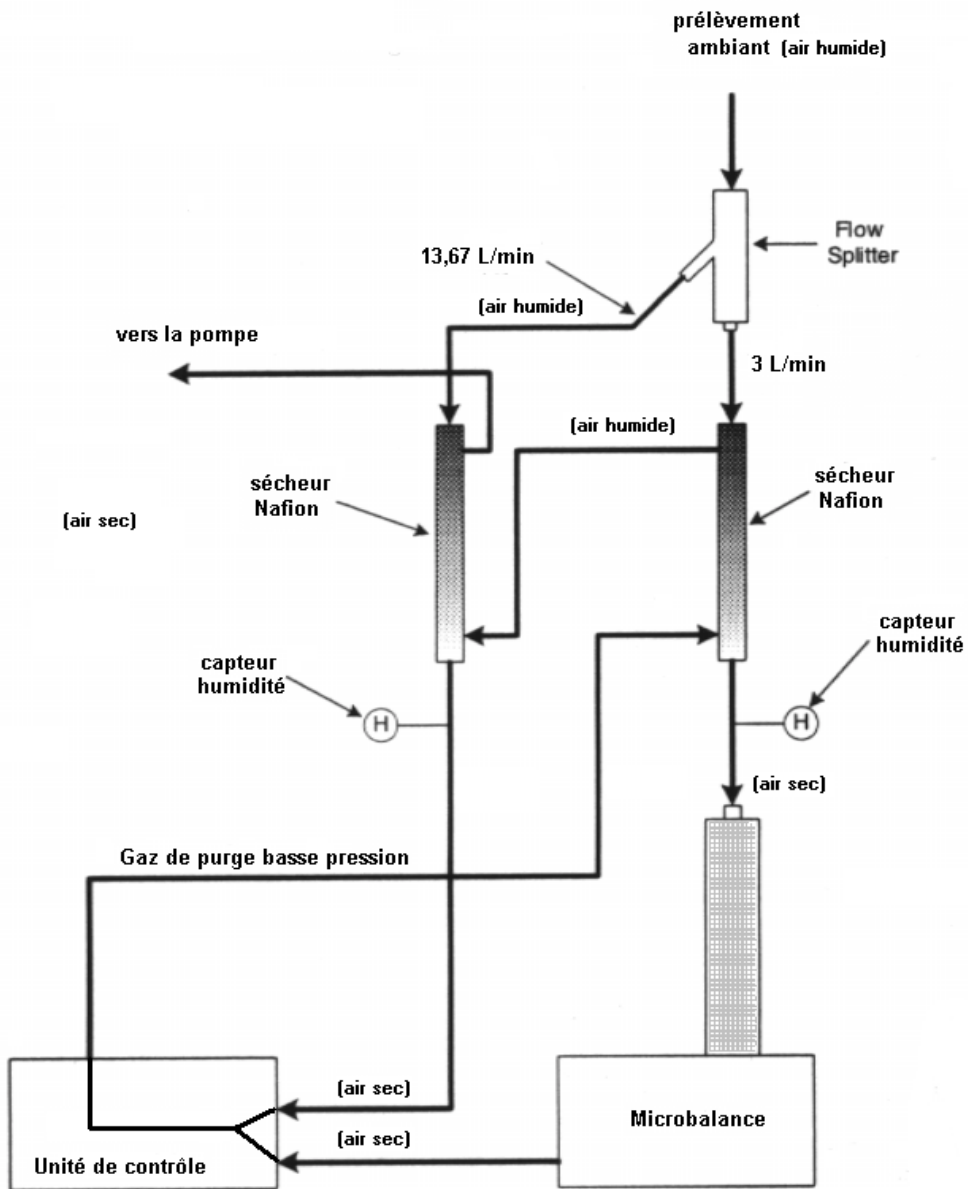 prélèvement
ambiant (air humide)
Flow
Splitter
13,67 L/min
(air humide)
vers la pompe
3 L/min
(air humide)
sécheur
Nafion
sécheur
Nafion
(air sec)
capteur
humidité
capteur
humidité
H
H
(air sec)
Gaz de purge basse pression
(air sec)
Microbalance
(air sec)
Unité de contrôle